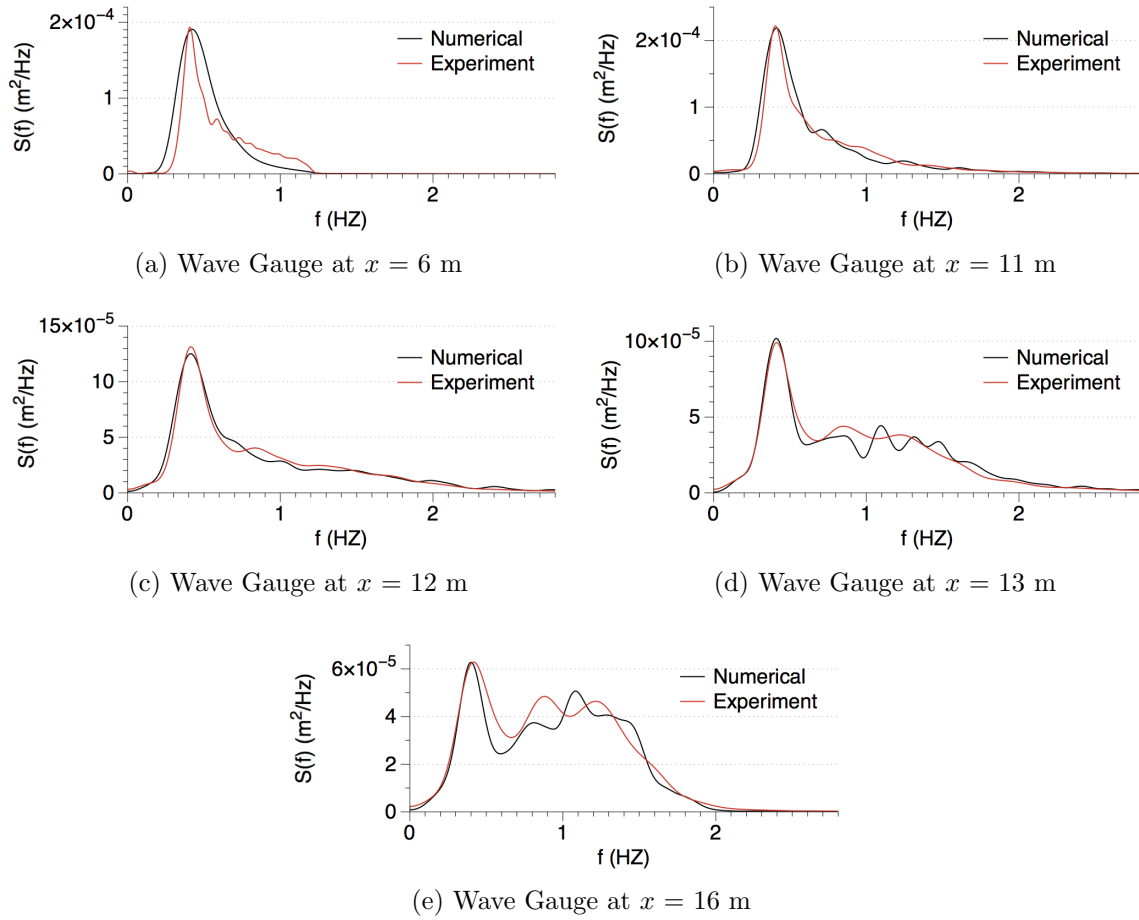 2×10⁻⁴
1
0
S(f) (m²/Hz)
Numerical
Experiment
0 1 2
f (HZ)
(a) Wave Gauge at x = 6 m
2×10⁻⁴
1
0
S(f) (m²/Hz)
Numerical
Experiment
0 1 2
f (HZ)
(b) Wave Gauge at x = 11 m
15×10⁻⁵
10
5
0
S(f) (m²/Hz)
Numerical
Experiment
0 1 2
f (HZ)
(c) Wave Gauge at x = 12 m
10×10⁻⁵
5
0
S(f) (m²/Hz)
Numerical
Experiment
0 1 2
f (HZ)
(d) Wave Gauge at x = 13 m
6×10⁻⁵
4
2
0
S(f) (m²/Hz)
Numerical
Experiment
0 1 2
f (HZ)
(e) Wave Gauge at x = 16 m